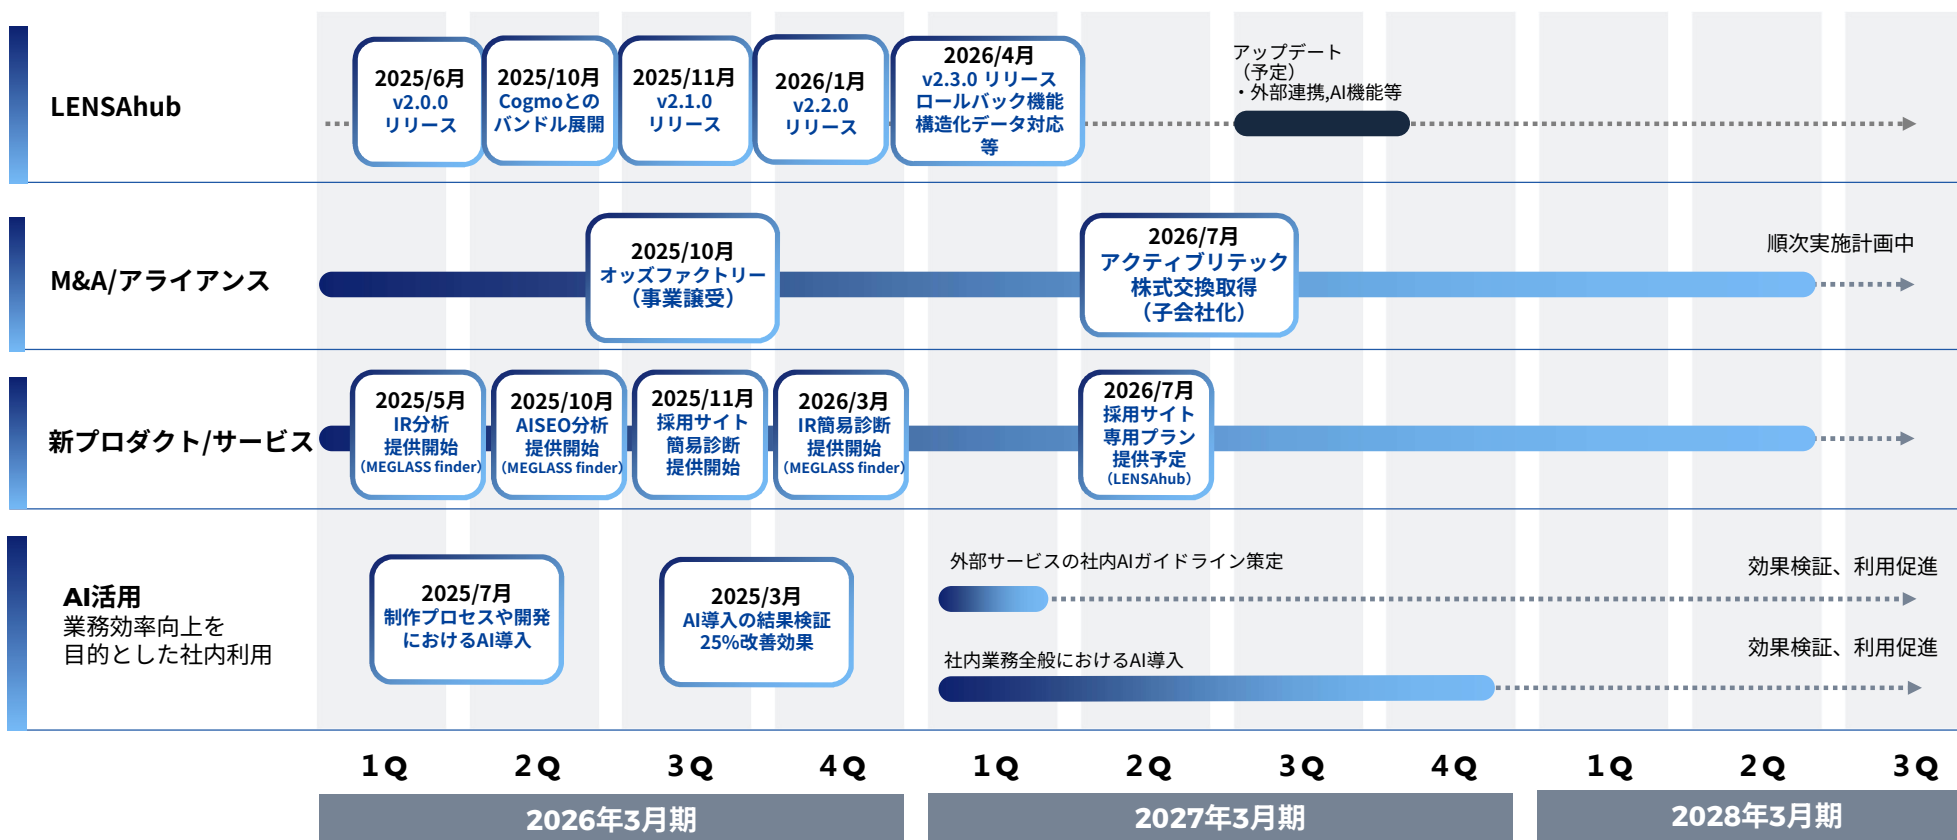 LENSAhub
2025/6月
v2.0.0
リリース
2025/10月
Cogmoとの
バンドル展開
2025/11月
v2.1.0
リリース
2026/1月
v2.2.0
リリース
2026/4月
v2.3.0 リリース
ロールバック機能
構造化データ対応
等
アップデート
（予定）
・外部連携,AI機能等
M&A/アライアンス
2025/10月
オッズファクトリー
（事業譲受）
2026/7月
アクティブリテック
株式交換取得
（子会社化）
順次実施計画中
新プロダクト/サービス
2025/5月
IR分析
提供開始
（MEGLASS finder）
2025/10月
AISEO分析
提供開始
（MEGLASS finder）
2025/11月
採用サイト
簡易診断
提供開始
2026/3月
IR簡易診断
提供開始
（MEGLASS finder）
2026/7月
採用サイト
専用プラン
提供予定
（LENSAhub）
AI活用
業務効率向上を
目的とした社内利用
2025/7月
制作プロセスや開発
におけるAI導入
2025/3月
AI導入の結果検証
25%改善効果
外部サービスの社内AIガイドライン策定
効果検証、利用促進
社内業務全般におけるAI導入
効果検証、利用促進
1Q
2Q
3Q
4Q
1Q
2Q
3Q
4Q
1Q
2Q
3Q
2026年3月期
2027年3月期
2028年3月期